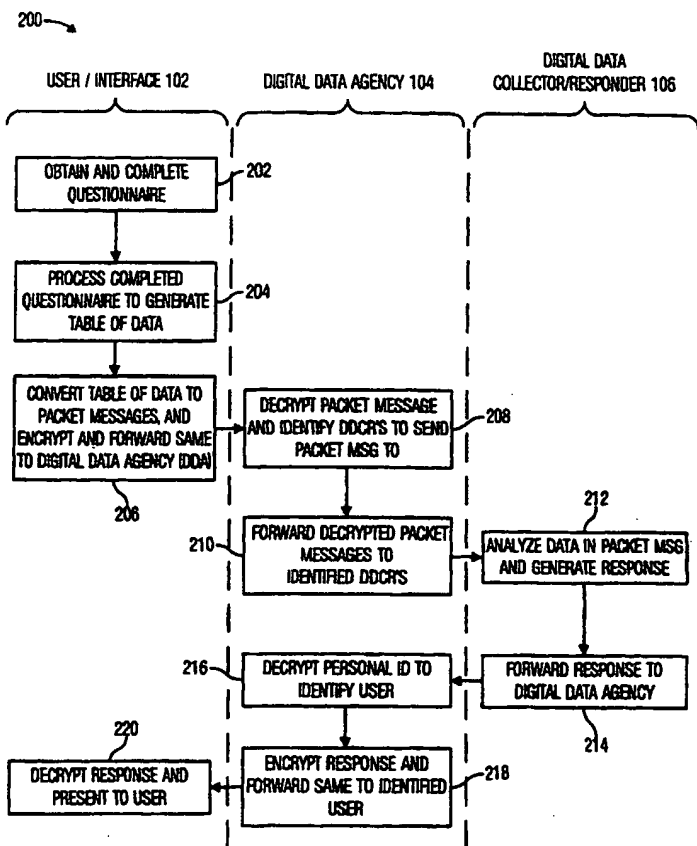 200
USER / INTERFACE 102
DIGITAL DATA AGENCY 104
DIGITAL DATA
COLLECTOR/RESPONDER 106
OBTAIN AND COMPLETE
QUESTIONNAIRE
202
PROCESS COMPLETED
QUESTIONNAIRE TO GENERATE
TABLE OF DATA
204
CONVERT TABLE OF DATA TO
PACKET MESSAGES, AND
ENCRYPT AND FORWARD SAME
TO DIGITAL DATA AGENCY (DDA)
206
DECRYPT PACKET MESSAGE
AND IDENTIFY DDCR'S TO SEND
PACKET MSG TO
208
210
FORWARD DECRYPTED PACKET
MESSAGES TO
IDENTIFIED DDCR'S
212
ANALYZE DATA IN PACKET MSG
AND GENERATE RESPONSE
FORWARD RESPONSE TO
DIGITAL DATA AGENCY
214
216
DECRYPT PERSONAL ID TO
IDENTIFY USER
ENCRYPT RESPONSE AND
FORWARD SAME TO IDENTIFIED
USER
218
220
DECRYPT RESPONSE AND
PRESENT TO USER